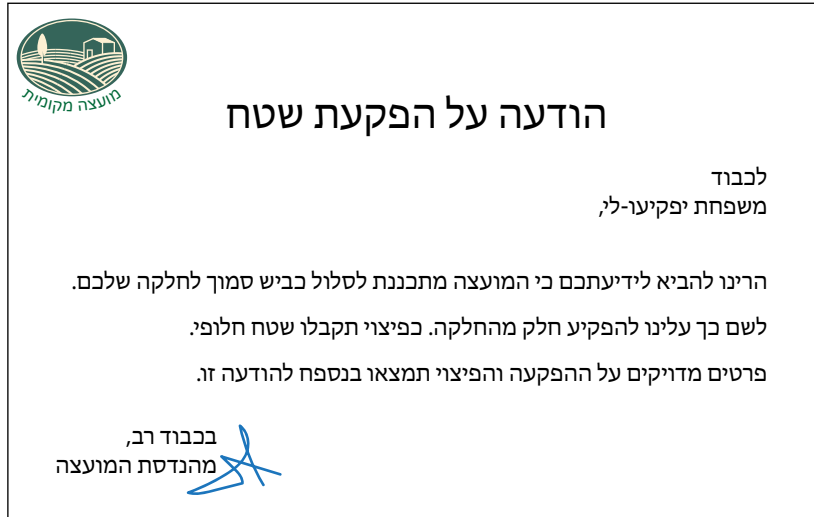 מועצה מקומית
הודעה על הפקעת שטח
לכבוד
משפחת יפקיעו-לי,
הרינו להביא לידיעתכם כי המועצה מתכננת לסלול כביש סמוך לחלקה שלכם.
לשם כך עלינו להפקיע חלק מהחלקה. כפיצוי תקבלו שטח חלופי.
פרטים מדויקים על ההפקעה והפיצוי תמצאו בנספח להודעה זו.
בכבוד רב,
מהנדסת המועצה